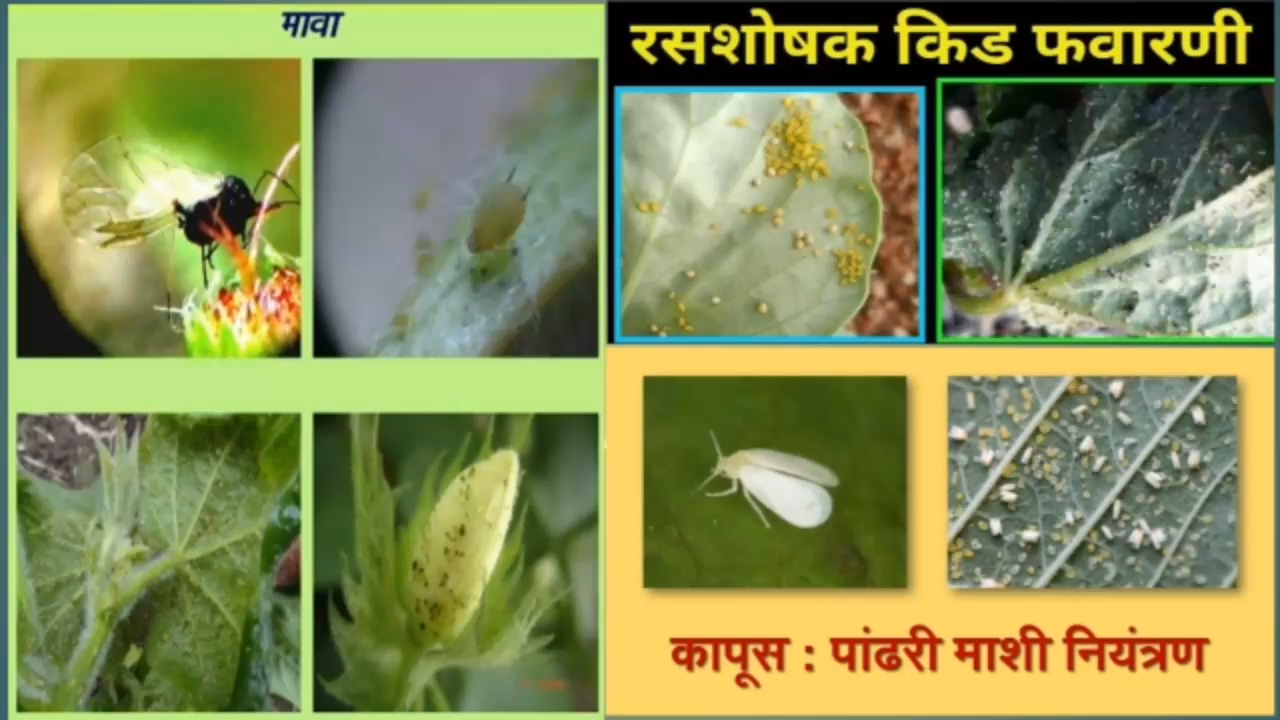 मावा
रसशोषक किड फवारणी
कापूस : पांढरी माशी नियंत्रण